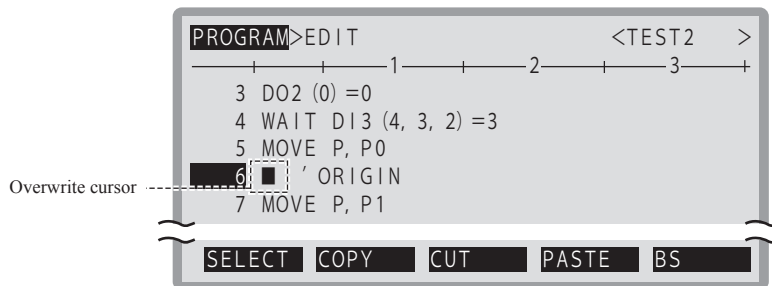 PROGRAM>EDIT <TEST2 >
1 2 3
3 DO2 (0) =0
4 WAIT DI3 (4, 3, 2) =3
5 MOVE P, P0
6 ■ ′ ORIGIN
Overwrite cursor
7 MOVE P, P1
SELECT COPY CUT PASTE BS